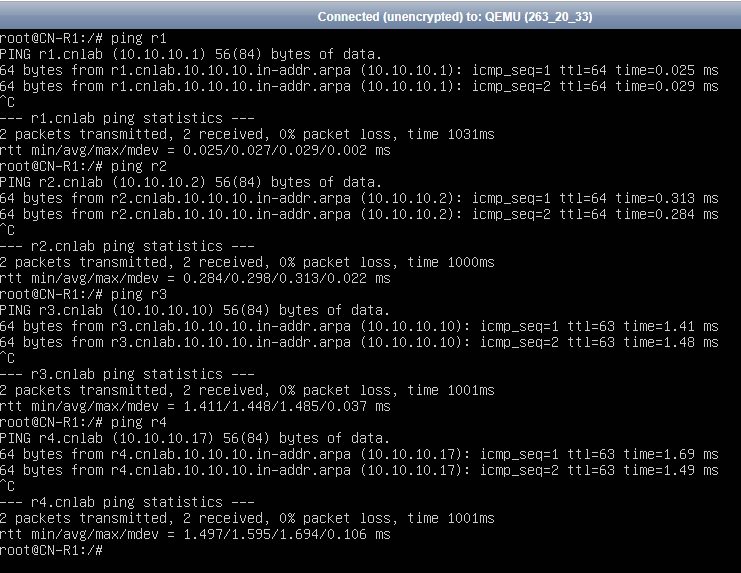 Connected (unencrypted) to: QEMU (263_20_33)
root@CN-R1:/# ping r1
PING r1.cnlab (10.10.10.1) 56(84) bytes of data.
64 bytes from r1.cnlab.10.10.10.in-addr.arpa (10.10.10.1): icmp_seq=1 ttl=64 time=0.025 ms
64 bytes from r1.cnlab.10.10.10.in-addr.arpa (10.10.10.1): icmp_seq=2 ttl=64 time=0.029 ms
^C
--- r1.cnlab ping statistics ---
2 packets transmitted, 2 received, 0% packet loss, time 1031ms
rtt min/avg/max/mdev = 0.025/0.027/0.029/0.002 ms
root@CN-R1:/# ping r2
PING r2.cnlab (10.10.10.2) 56(84) bytes of data.
64 bytes from r2.cnlab.10.10.10.in-addr.arpa (10.10.10.2): icmp_seq=1 ttl=64 time=0.313 ms
64 bytes from r2.cnlab.10.10.10.in-addr.arpa (10.10.10.2): icmp_seq=2 ttl=64 time=0.284 ms
^C
--- r2.cnlab ping statistics ---
2 packets transmitted, 2 received, 0% packet loss, time 1000ms
rtt min/avg/max/mdev = 0.284/0.298/0.313/0.022 ms
root@CN-R1:/# ping r3
PING r3.cnlab (10.10.10.10) 56(84) bytes of data.
64 bytes from r3.cnlab.10.10.10.in-addr.arpa (10.10.10.10): icmp_seq=1 ttl=63 time=1.41 ms
64 bytes from r3.cnlab.10.10.10.in-addr.arpa (10.10.10.10): icmp_seq=2 ttl=63 time=1.48 ms
^C
--- r3.cnlab ping statistics ---
2 packets transmitted, 2 received, 0% packet loss, time 1001ms
rtt min/avg/max/mdev = 1.411/1.448/1.485/0.037 ms
root@CN-R1:/# ping r4
PING r4.cnlab (10.10.10.17) 56(84) bytes of data.
64 bytes from r4.cnlab.10.10.10.in-addr.arpa (10.10.10.17): icmp_seq=1 ttl=63 time=1.69 ms
64 bytes from r4.cnlab.10.10.10.in-addr.arpa (10.10.10.17): icmp_seq=2 ttl=63 time=1.49 ms
^C
--- r4.cnlab ping statistics ---
2 packets transmitted, 2 received, 0% packet loss, time 1001ms
rtt min/avg/max/mdev = 1.497/1.595/1.694/0.106 ms
root@CN-R1:/#